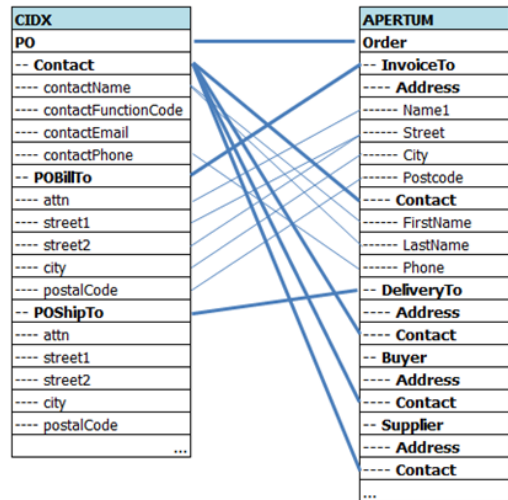 CIDX
PO
-- Contact
---- contactName
---- contactFunctionCode
---- contactEmail
---- contactPhone
-- POBillTo
---- attn
---- street1
---- street2
---- city
---- postalCode
-- POShipTo
---- attn
---- street1
---- street2
---- city
---- postalCode
...
APERTUM
Order
-- InvoiceTo
---- Address
------ Name1
------ Street
------ City
------ Postcode
---- Contact
------ FirstName
------ LastName
------ Phone
-- DeliveryTo
---- Address
---- Contact
-- Buyer
---- Address
---- Contact
-- Supplier
---- Address
---- Contact
...